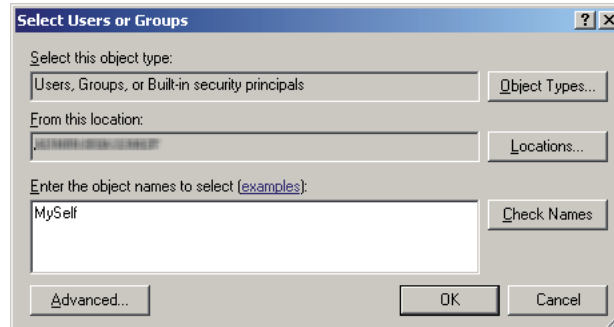 Select Users or Groups
Select this object type:
Users, Groups, or Built-in security principals
Object Types...
From this location:
Locations...
Enter the object names to select (examples):
MySelf
Check Names
Advanced...
OK
Cancel